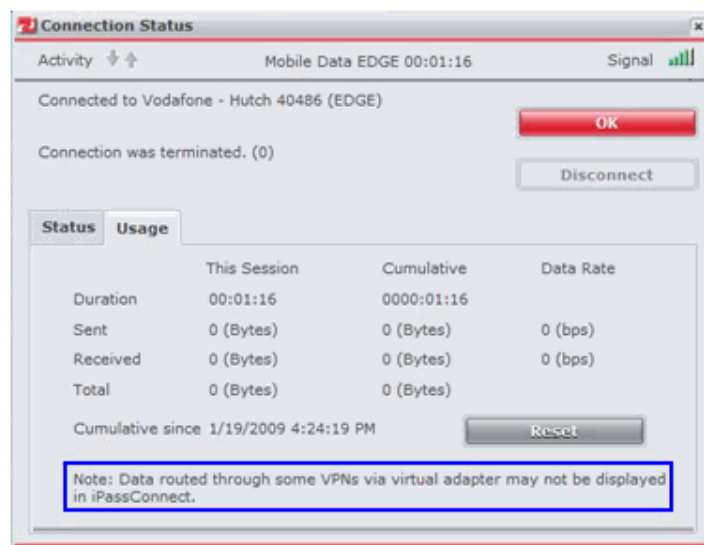 Connection Status
Activity Mobile Data EDGE 00:01:16 Signal
Connected to Vodafone - Hutch 40486 (EDGE)
OK
Connection was terminated. (0)
Disconnect
Status Usage
This Session Cumulative Data Rate
Duration 00:01:16 0000:01:16
Sent 0 (Bytes) 0 (Bytes) 0 (bps)
Received 0 (Bytes) 0 (Bytes) 0 (bps)
Total 0 (Bytes) 0 (Bytes)
Cumulative since 1/19/2009 4:24:19 PM Reset
Note: Data routed through some VPNs via virtual adapter may not be displayed
in iPassConnect.